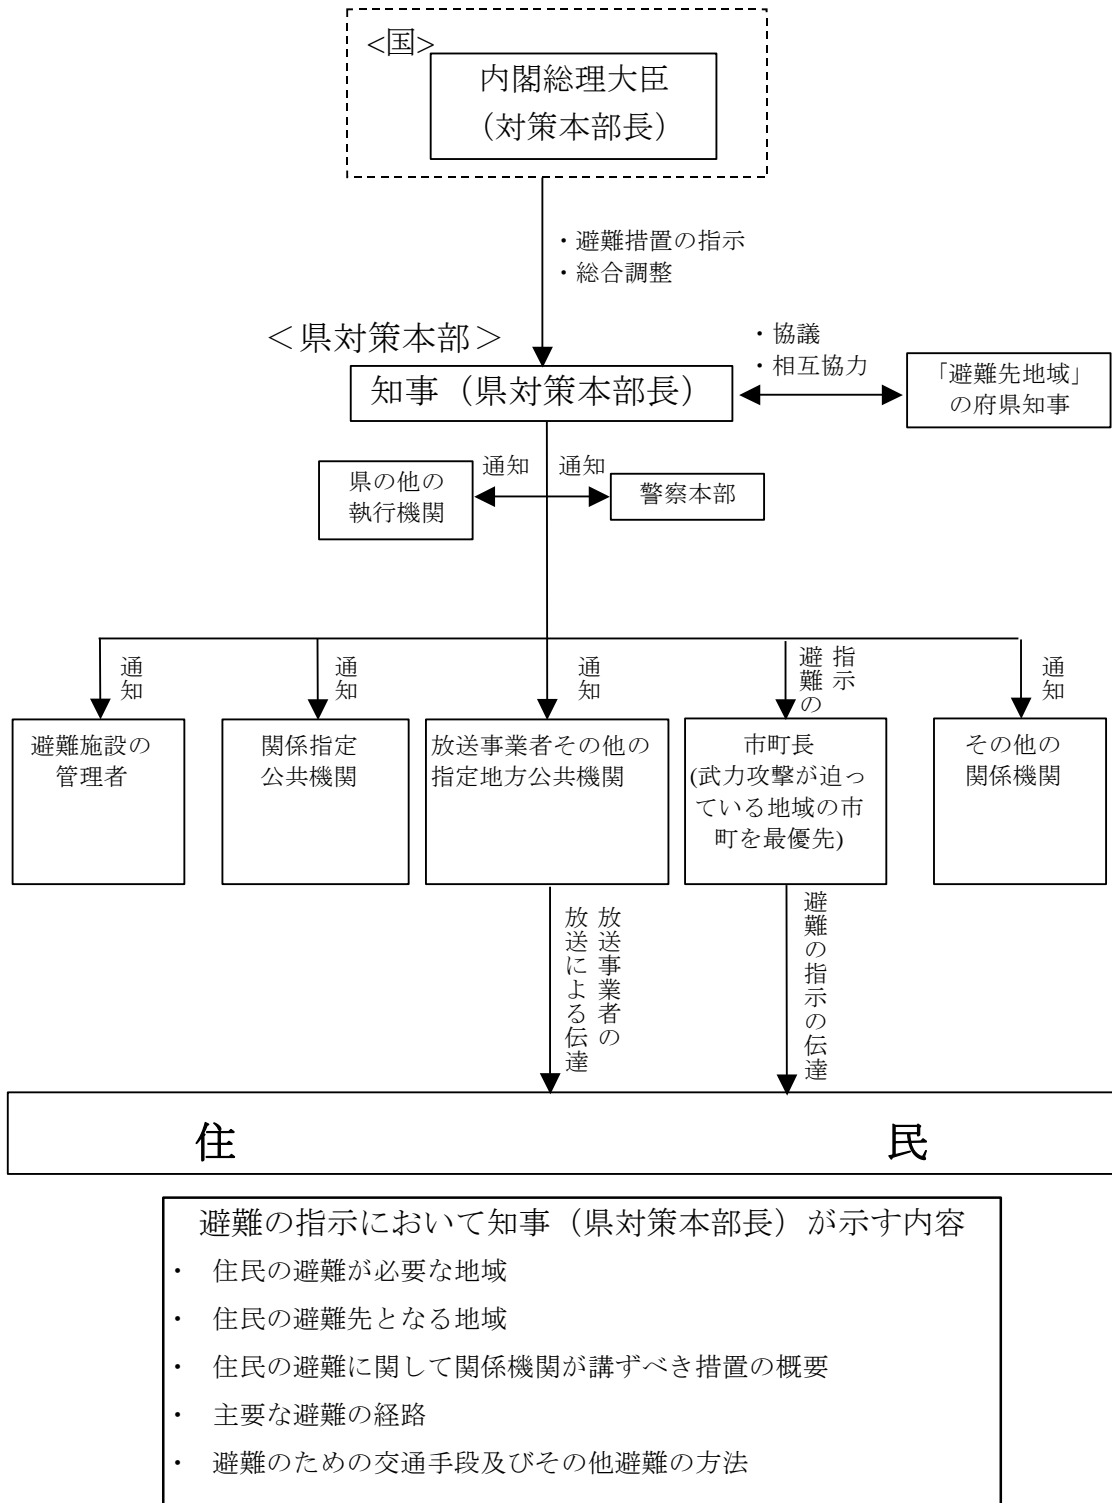 <国>
内閣総理大臣
（対策本部長）
・避難措置の指示
・総合調整
＜県対策本部＞
知事（県対策本部長）
・協議
・相互協力
「避難先地域」
の府県知事
県の他の
執行機関
通知
通知
警察本部
通知
通知
通知
避難の
指示
通知
避難施設の
管理者
関係指定
公共機関
放送事業者その他の
指定地方公共機関
市町長
(武力攻撃が迫っ
ている地域の市
町を最優先)
その他の
関係機関
放送事業者の
放送による伝達
避難の指示の伝達
住 民
避難の指示において知事（県対策本部長）が示す内容
・ 住民の避難が必要な地域
・ 住民の避難先となる地域
・ 住民の避難に関して関係機関が講ずべき措置の概要
・ 主要な避難の経路
・ 避難のための交通手段及びその他避難の方法